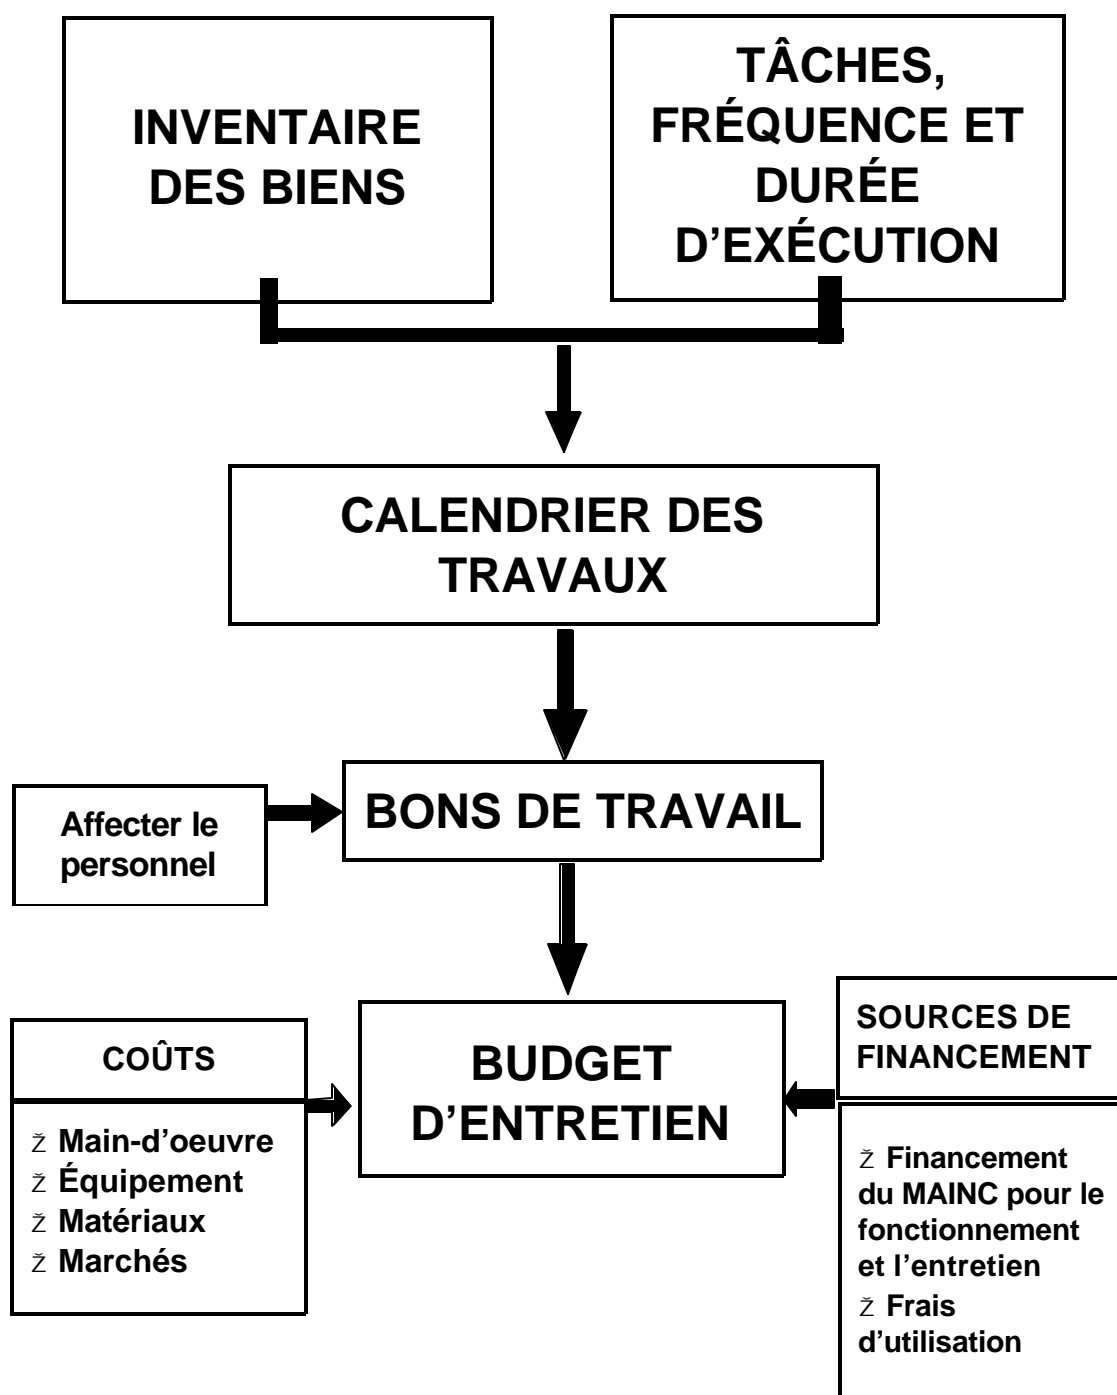 INVENTAIRE
DES BIENS
TÂCHES,
FRÉQUENCE ET
DURÉE
D’EXÉCUTION
CALENDRIER DES
TRAVAUX
Affecter le
personnel
BONS DE TRAVAIL
COÛTS
ž Main-d'oeuvre
ž Équipement
ž Matériaux
ž Marchés
BUDGET
D’ENTRETIEN
SOURCES DE
FINANCEMENT
ž Financement
du MAINC pour le
fonctionnement
et l’entretien
ž Frais
d’utilisation